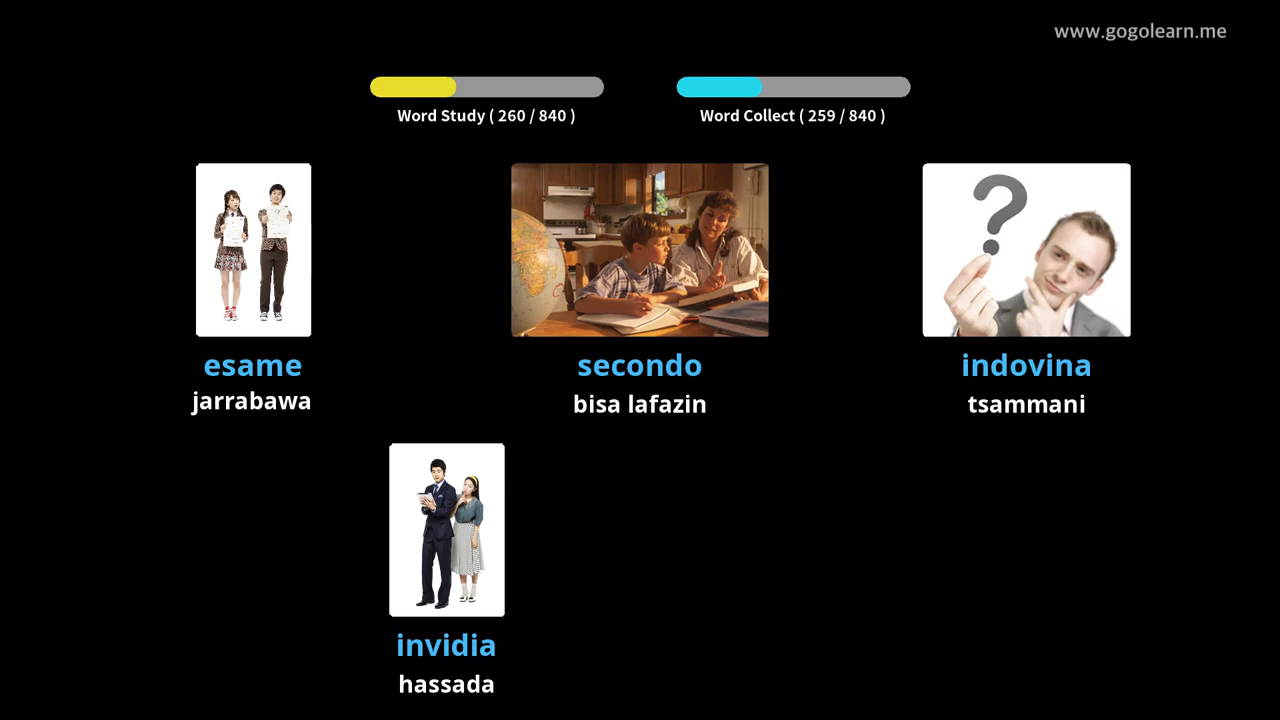 www.gogolearn.me
Word Study ( 260 / 840 )
Word Collect ( 259 / 840 )
esame
jarrabawa
secondo
bisa lafazin
indovina
tsammani
invidia
hassada